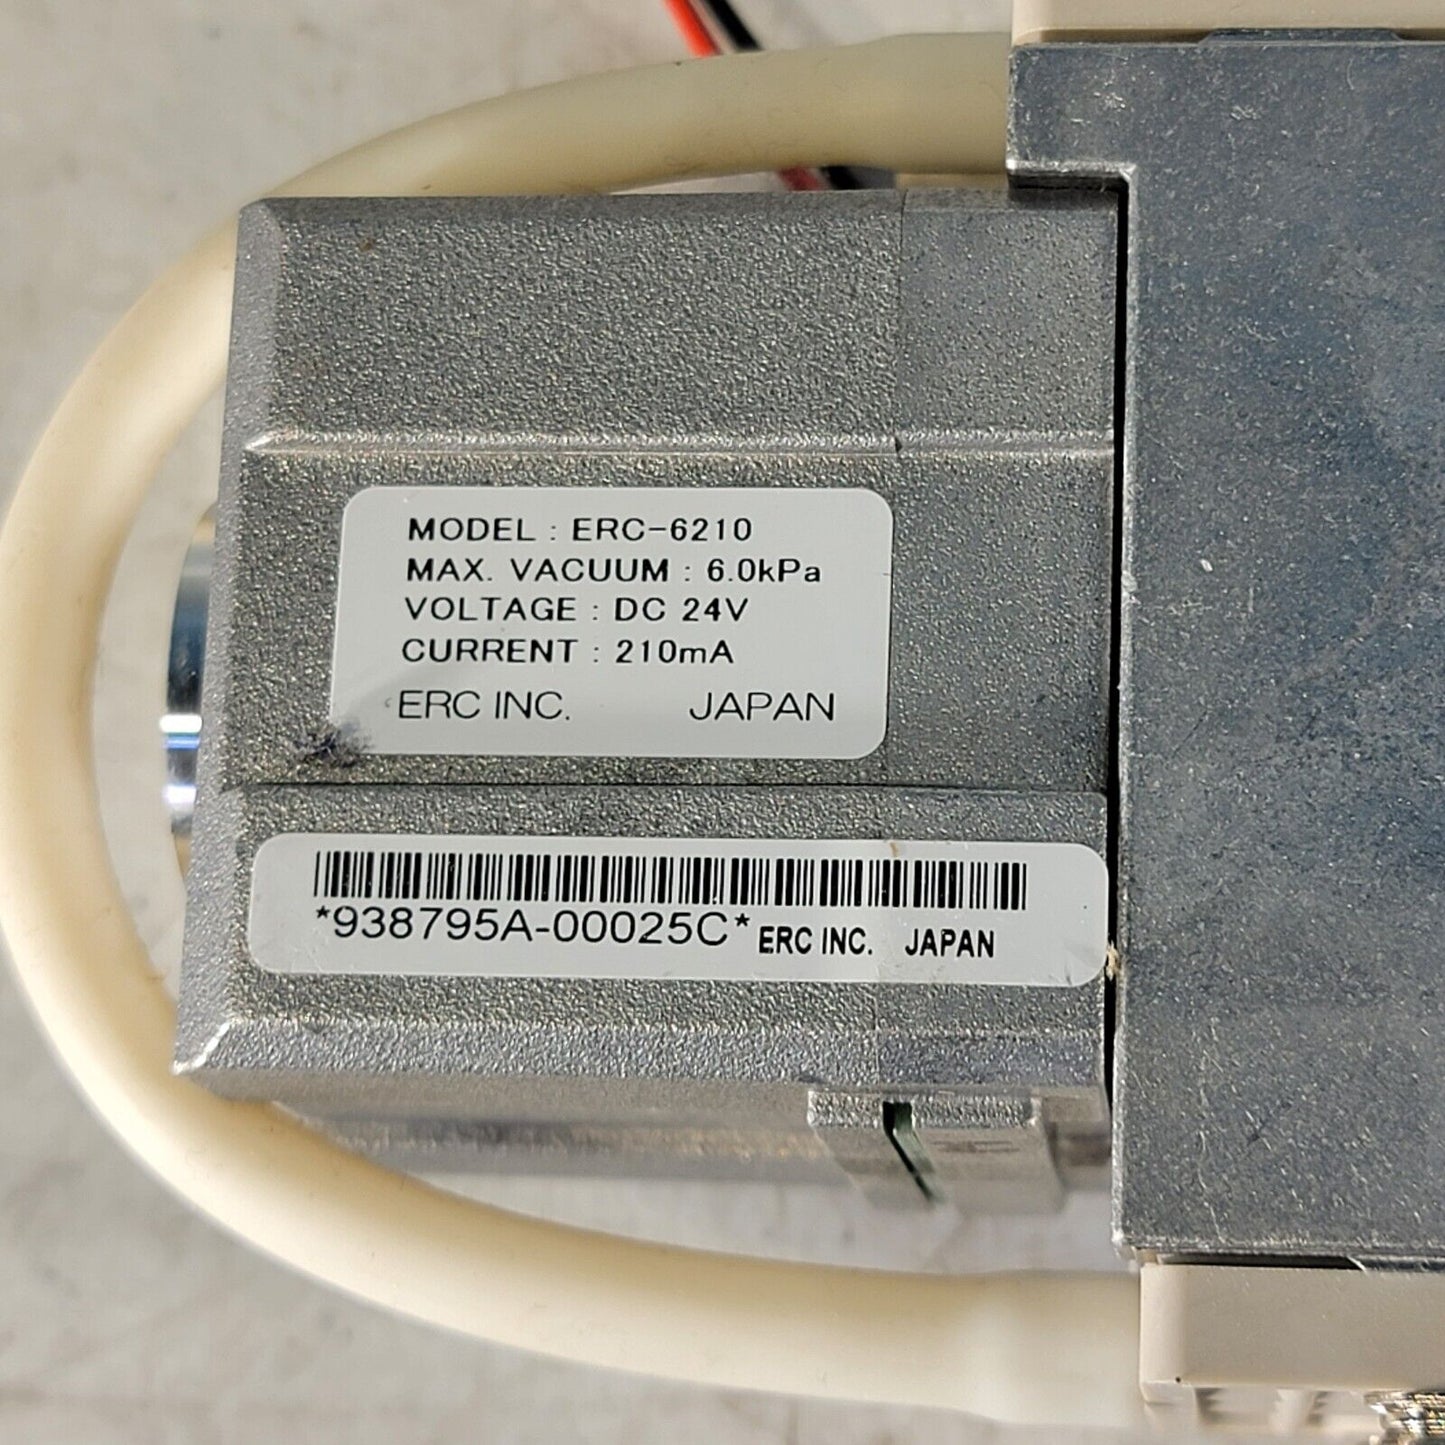 MODEL : ERC-6210
MAX. VACUUM : 6.0kPa
VOLTAGE : DC 24V
CURRENT : 210mA
ERC INC. JAPAN
*938795A-00025C* ERC INC. JAPAN